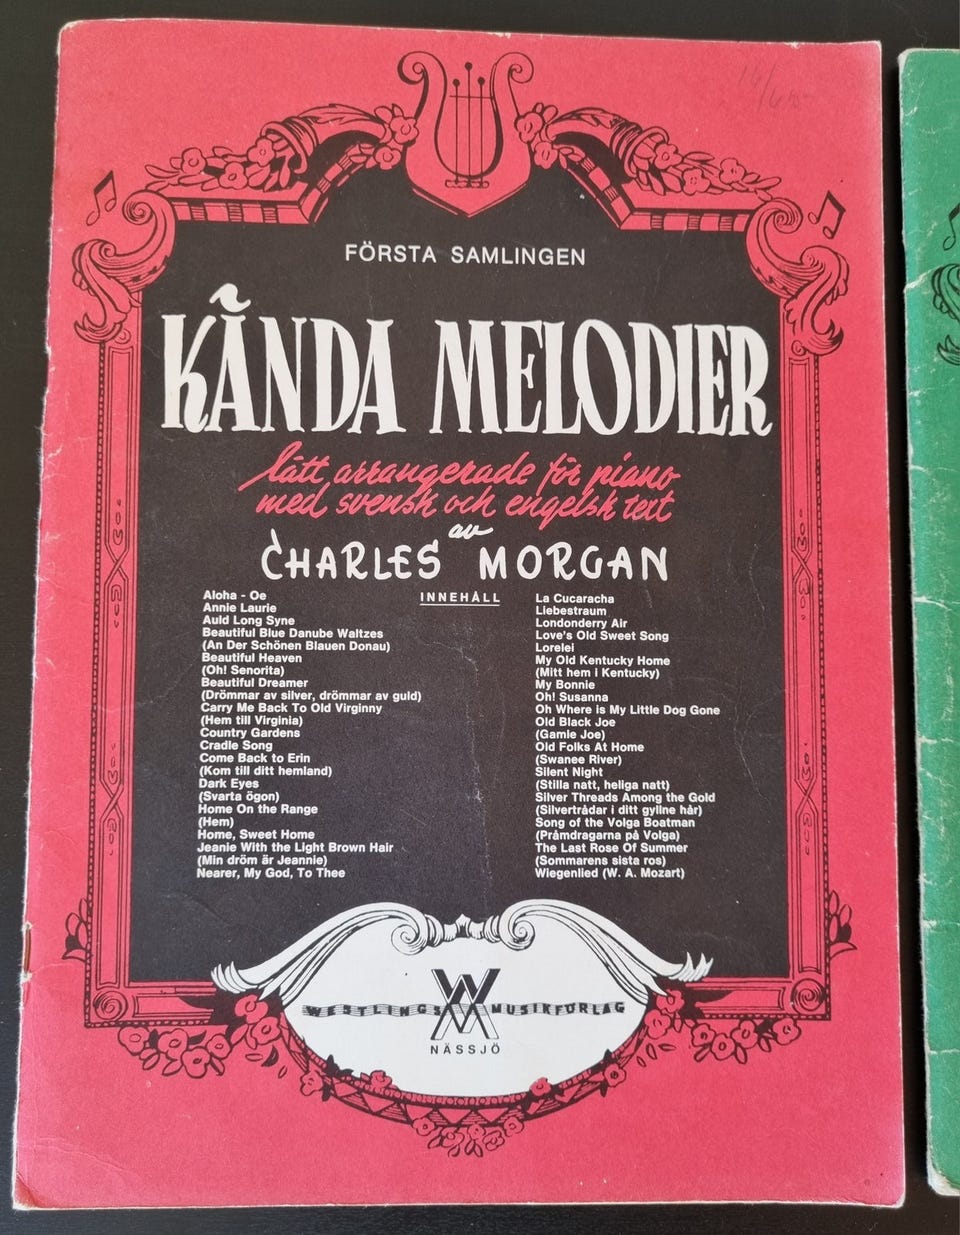 FÖRSTA SAMLINGEN
KÄNDA MELODIER
lätt arrangerade för piano
med svensk och engelsk text
av
CHARLES MORGAN
INNEHÅLL
Aloha - Oe
Annie Laurie
Auld Long Syne
Beautiful Blue Danube Waltzes
(An Der Schönen Blauen Donau)
Beautiful Heaven
(Oh! Senorita)
Beautiful Dreamer
(Drömmar av silver, drömmar av guld)
Carry Me Back To Old Virginny
(Hem till Virginia)
Country Gardens
Cradle Song
Come Back to Erin
(Kom till ditt hemland)
Dark Eyes
(Svarta ögon)
Home On the Range
(Hem)
Home, Sweet Home
Jeanie With the Light Brown Hair
(Min dröm är Jeannie)
Nearer, My God, To Thee
La Cucaracha
Liebestraum
Londonderry Air
Love's Old Sweet Song
Lorelei
My Old Kentucky Home
(Mitt hem i Kentucky)
My Bonnie
Oh! Susanna
Oh Where is My Little Dog Gone
Old Black Joe
(Gamle Joe)
Old Folks At Home
(Swanee River)
Silent Night
(Stilla natt, heliga natt)
Silver Threads Among the Gold
(Silvertrådar i ditt gyllne hår)
Song of the Volga Boatman
(Pråmdragarna på Volga)
The Last Rose Of Summer
(Sommarens sista ros)
Wiegenlied (W. A. Mozart)
WESTLINGS MUSIKFÖRLAG
NÄSSJÖ